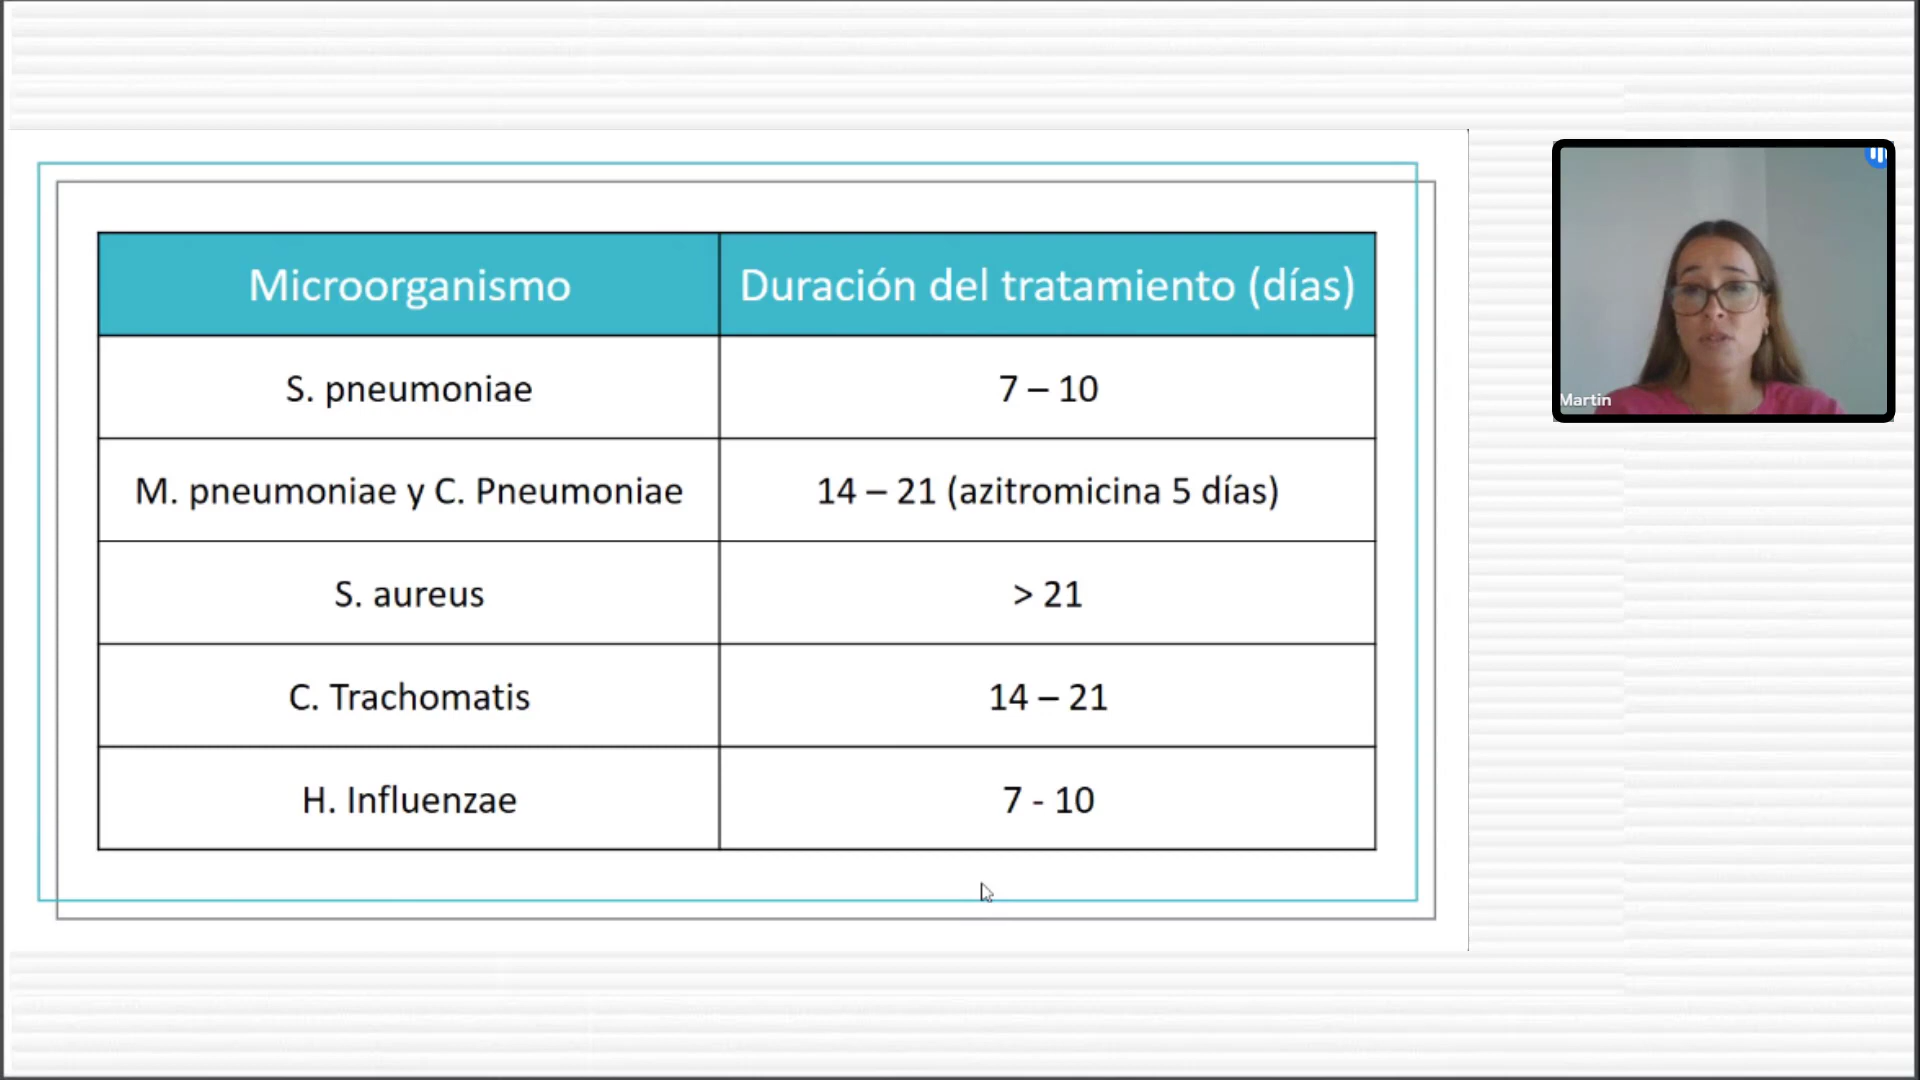 Microorganismo Duración del tratamiento (días)
S. pneumoniae 7 – 10
M. pneumoniae y C. Pneumoniae 14 – 21 (azitromicina 5 días)
S. aureus > 21
C. Trachomatis 14 – 21
H. Influenzae 7 - 10
Martin